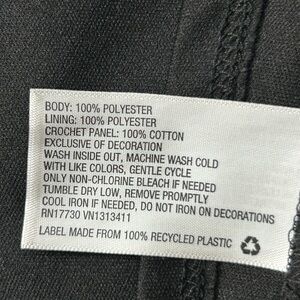 BODY: 100% POLYESTER
LINING: 100% POLYESTER
CROCHET PANEL: 100% COTTON
EXCLUSIVE OF DECORATION
WASH INSIDE OUT, MACHINE WASH COLD
WITH LIKE COLORS, GENTLE CYCLE
ONLY NON-CHLORINE BLEACH IF NEEDED
TUMBLE DRY LOW, REMOVE PROMPTLY
COOL IRON IF NEEDED, DO NOT IRON ON DECORATIONS
RN17730 VN1313411
LABEL MADE FROM 100% RECYCLED PLASTIC